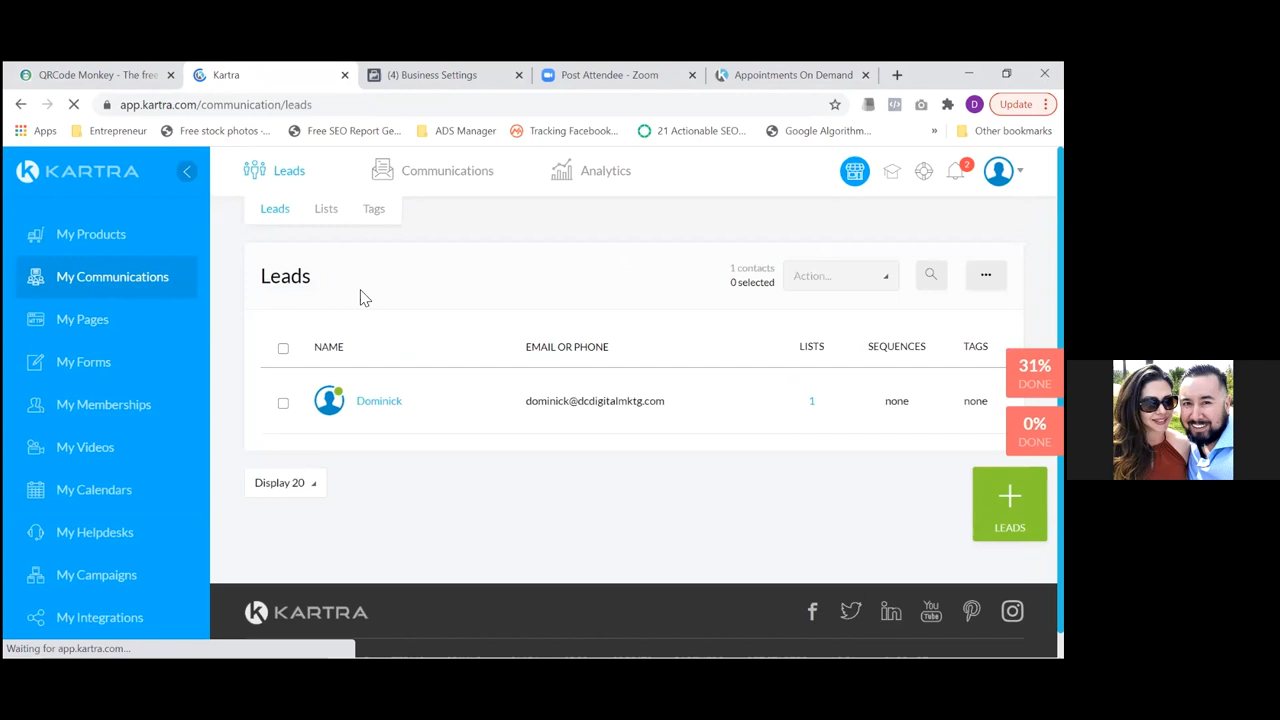 QRCode Monkey - The free
Kartra
(4) Business Settings
Post Attendee - Zoom
Appointments On Demand
app.kartra.com/communication/leads
D
Update
Apps
Entrepreneur
Free stock photos -...
Free SEO Report Ge...
ADS Manager
Tracking Facebook...
21 Actionable SEO...
Google Algorithm...
»
Other bookmarks
KARTRA
Leads
Communications
Analytics
2
Leads
Lists
Tags
My Products
My Communications
My Pages
My Forms
My Memberships
My Videos
My Calendars
My Helpdesks
My Campaigns
My Integrations
Leads
1 contacts
0 selected
Action...
NAME
EMAIL OR PHONE
LISTS
SEQUENCES
TAGS
Dominick
dominick@dcdigitalmktg.com
1
none
none
31%
DONE
0%
DONE
Display 20
LEADS
KARTRA
You
Tube
Waiting for app.kartra.com...